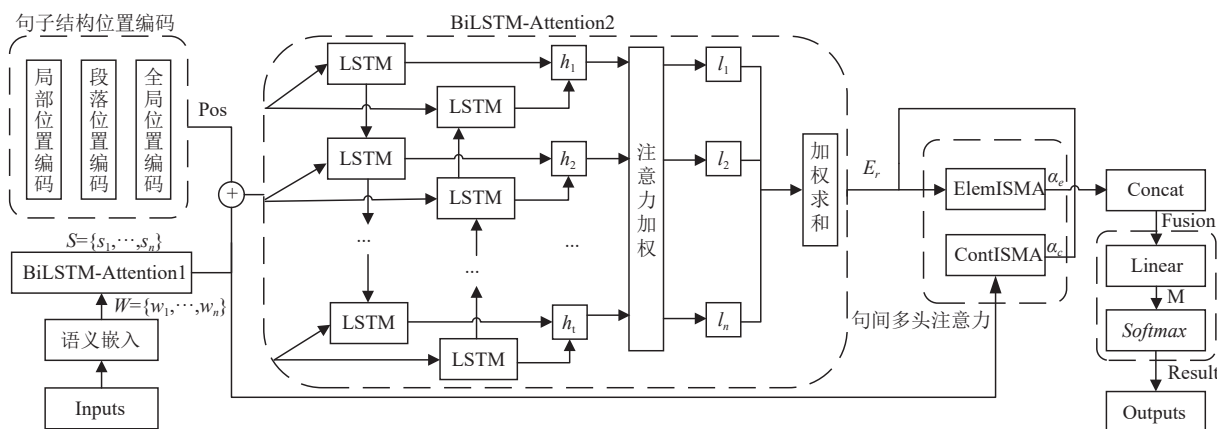 句子结构位置编码
局部位置编码
段落位置编码
全局位置编码
Pos
S={s₁,⋯,sₙ}
BiLSTM-Attention1
W={w₁,⋯,wₙ}
语义嵌入
Inputs
+
BiLSTM-Attention2
LSTM
LSTM
h₁
l₁
LSTM
LSTM
h₂
l₂
...
...
...
LSTM
LSTM
hₜ
lₙ
注意力加权
加权求和
Eᵣ
ElemISMA
αₑ
ContISMA
α_c
句间多头注意力
Concat
Fusion
Linear
M
Softmax
Result
Outputs